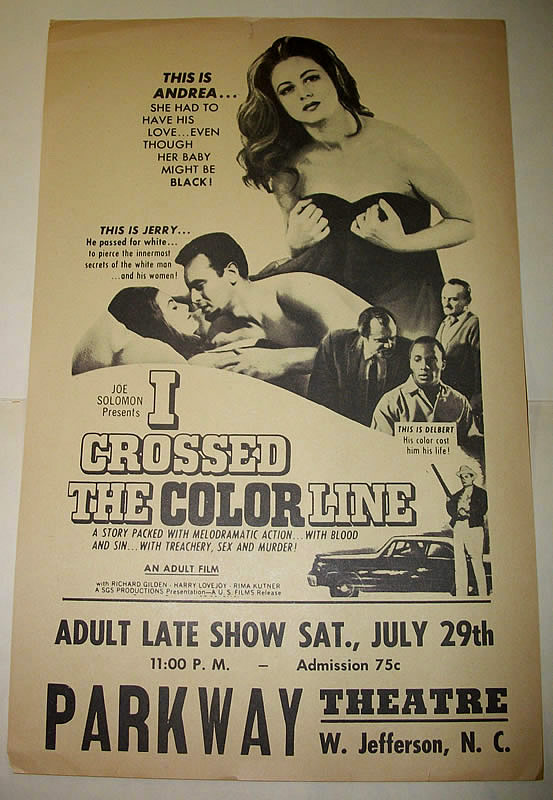 THIS IS
ANDREA...
SHE HAD TO
HAVE HIS
LOVE...EVEN
THOUGH
HER BABY
MIGHT BE
BLACK!
THIS IS JERRY...
He passed for white...
to pierce the innermost
secrets of the white man
...and his women!
JOE
SOLOMON
Presents
I
CROSSED
THE COLOR LINE
THIS IS DELBERT
His color cost
him his life!
A STORY PACKED WITH MELODRAMATIC ACTION...WITH BLOOD
AND SIN...WITH TREACHERY, SEX AND MURDER!
AN ADULT FILM
with RICHARD GILDEN · HARRY LOVEJOY · RIMA KUTNER
A SGS PRODUCTIONS Presentation—A U.S. FILMS Release
ADULT LATE SHOW SAT., JULY 29th
11:00 P. M. – Admission 75c
PARKWAY THEATRE
W. Jefferson, N. C.